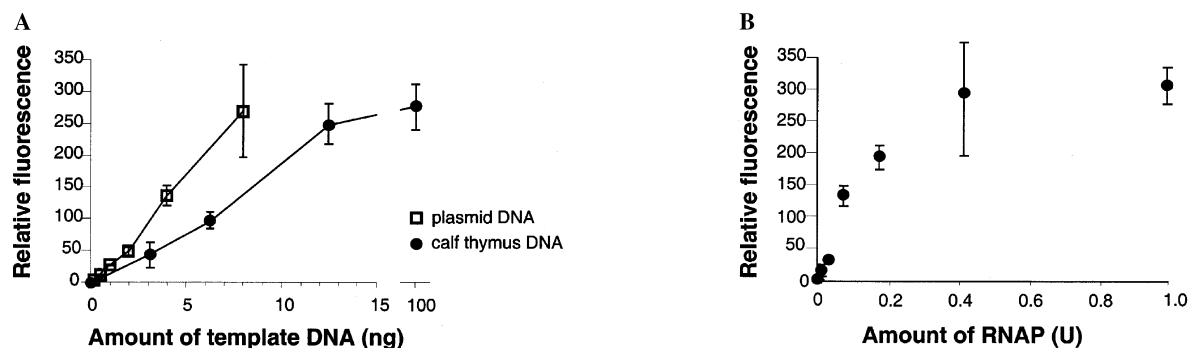 A
Relative fluorescence
350
300
250
200
150
100
50
0
0 5 10 15 100
Amount of template DNA (ng)
plasmid DNA
calf thymus DNA
B
Relative fluorescence
350
300
250
200
150
100
50
0
0 0.2 0.4 0.6 0.8 1.0
Amount of RNAP (U)